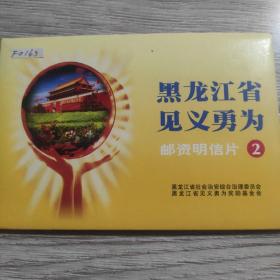 F0163
黑龙江省
见义勇为
邮资明信片 2
黑龙江省社会治安综合治理委员会
黑龙江省见义勇为奖励基金会